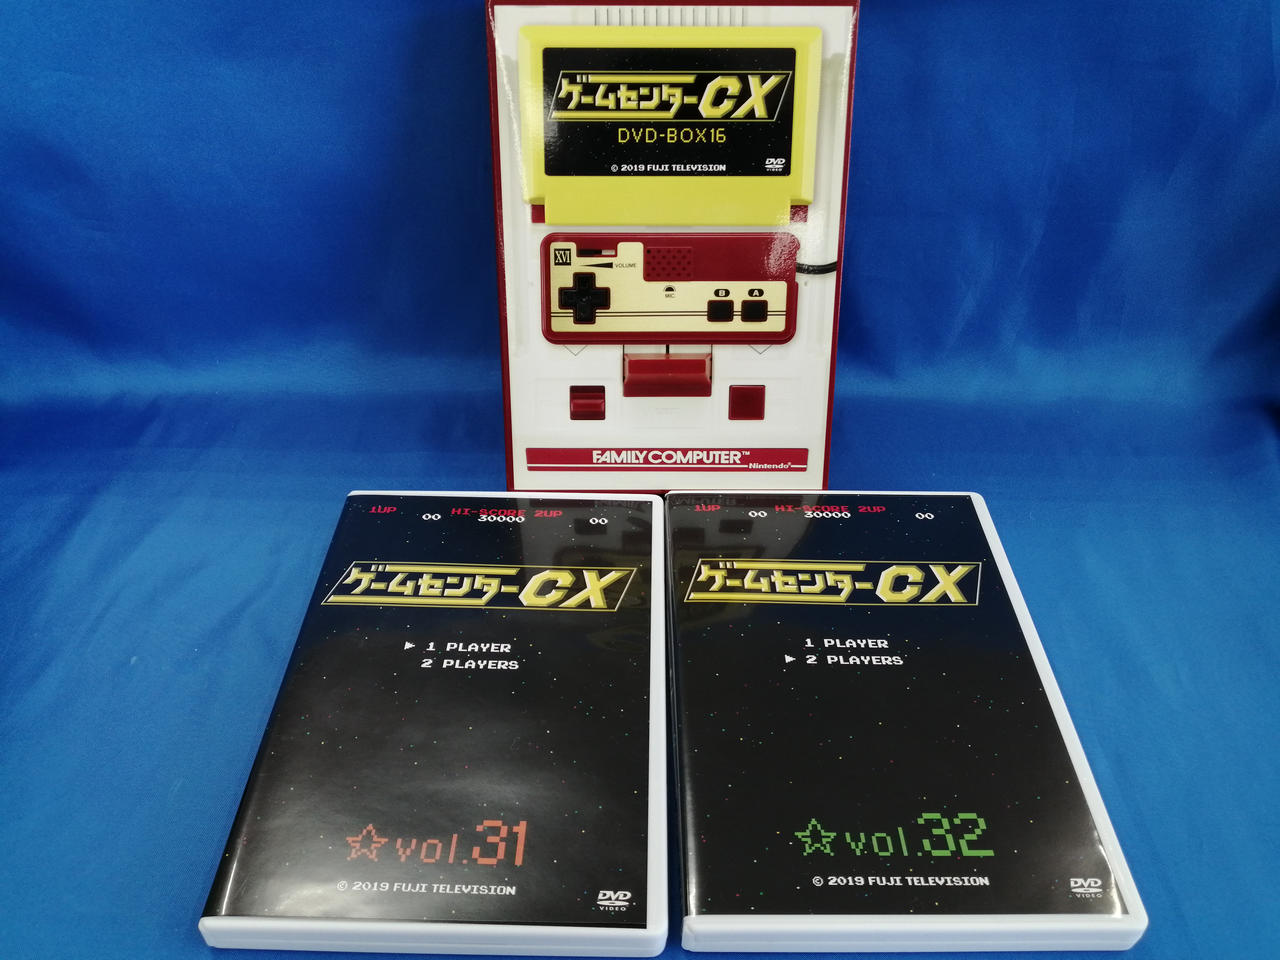 ゲームセンターCX
DVD-BOX16
© 2019 FUJI TELEVISION
DVD
VIDEO
XVI
VOLUME
MIC
B A
FAMILY COMPUTER™
Nintendo®
1UP HI-SCORE 2UP
00 30000 00
ゲームセンターCX
1 PLAYER
2 PLAYERS
vol.31
© 2019 FUJI TELEVISION
DVD
VIDEO
1UP HI-SCORE 2UP
00 30000 00
ゲームセンターCX
1 PLAYER
2 PLAYERS
vol.32
© 2019 FUJI TELEVISION
DVD
VIDEO